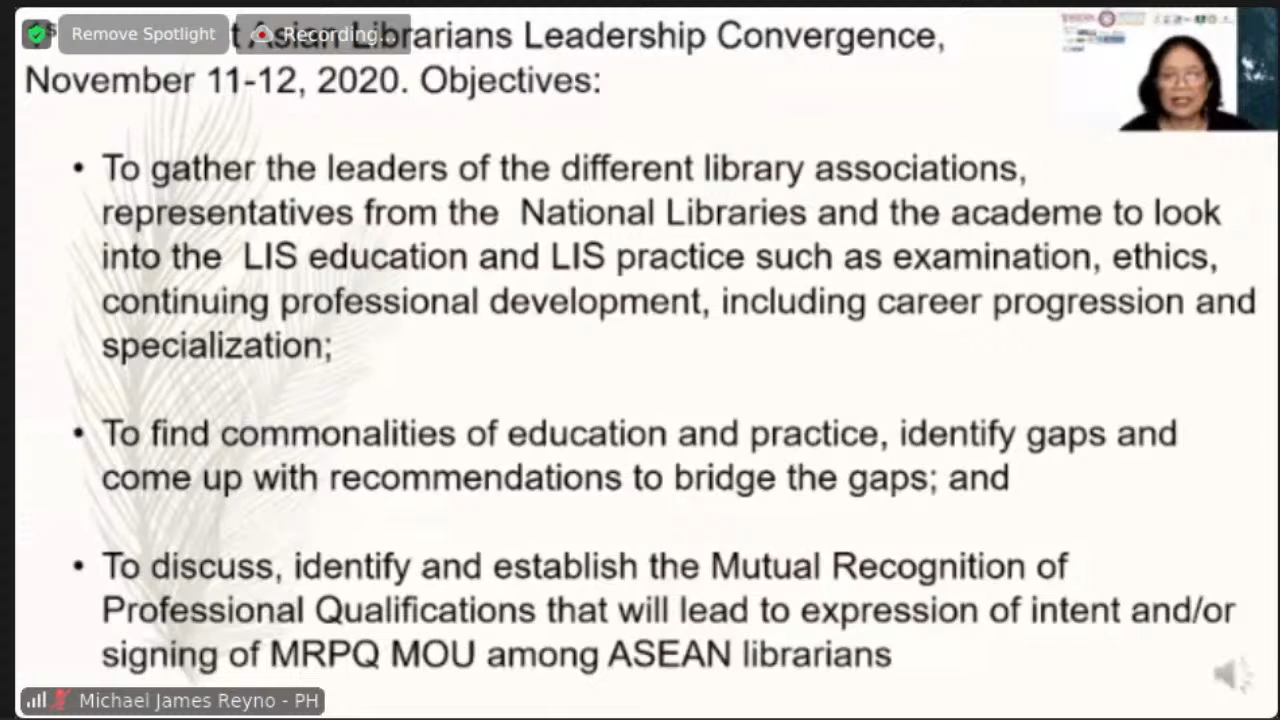 Remove Spotlight
Recording...
t Asian Librarians Leadership Convergence,
November 11-12, 2020. Objectives:
• To gather the leaders of the different library associations,
representatives from the National Libraries and the academe to look
into the LIS education and LIS practice such as examination, ethics,
continuing professional development, including career progression and
specialization;
• To find commonalities of education and practice, identify gaps and
come up with recommendations to bridge the gaps; and
• To discuss, identify and establish the Mutual Recognition of
Professional Qualifications that will lead to expression of intent and/or
signing of MRPQ MOU among ASEAN librarians
Michael James Reyno - PH